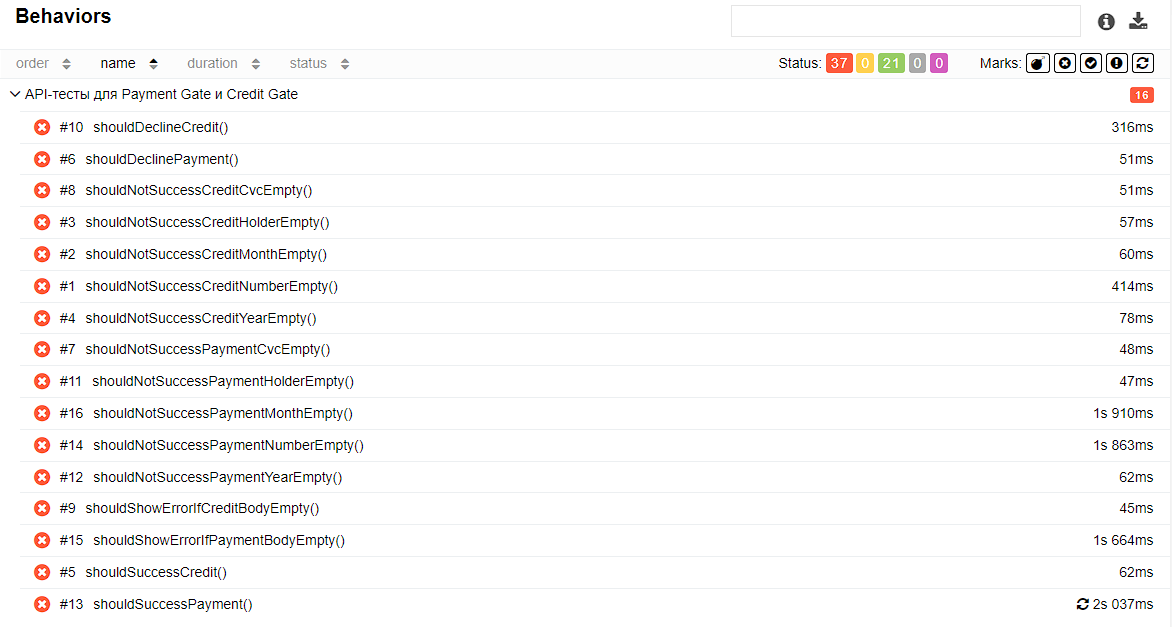 Behaviors
order name duration status Status: 37 0 21 0 0 Marks:
API-тесты для Payment Gate и Credit Gate 16
#10 shouldDeclineCredit() 316ms
#6 shouldDeclinePayment() 51ms
#8 shouldNotSuccessCreditCvcEmpty() 51ms
#3 shouldNotSuccessCreditHolderEmpty() 57ms
#2 shouldNotSuccessCreditMonthEmpty() 60ms
#1 shouldNotSuccessCreditNumberEmpty() 414ms
#4 shouldNotSuccessCreditYearEmpty() 78ms
#7 shouldNotSuccessPaymentCvcEmpty() 48ms
#11 shouldNotSuccessPaymentHolderEmpty() 47ms
#16 shouldNotSuccessPaymentMonthEmpty() 1s 910ms
#14 shouldNotSuccessPaymentNumberEmpty() 1s 863ms
#12 shouldNotSuccessPaymentYearEmpty() 62ms
#9 shouldShowErrorIfCreditBodyEmpty() 45ms
#15 shouldShowErrorIfPaymentBodyEmpty() 1s 664ms
#5 shouldSuccessCredit() 62ms
#13 shouldSuccessPayment() 2s 037ms